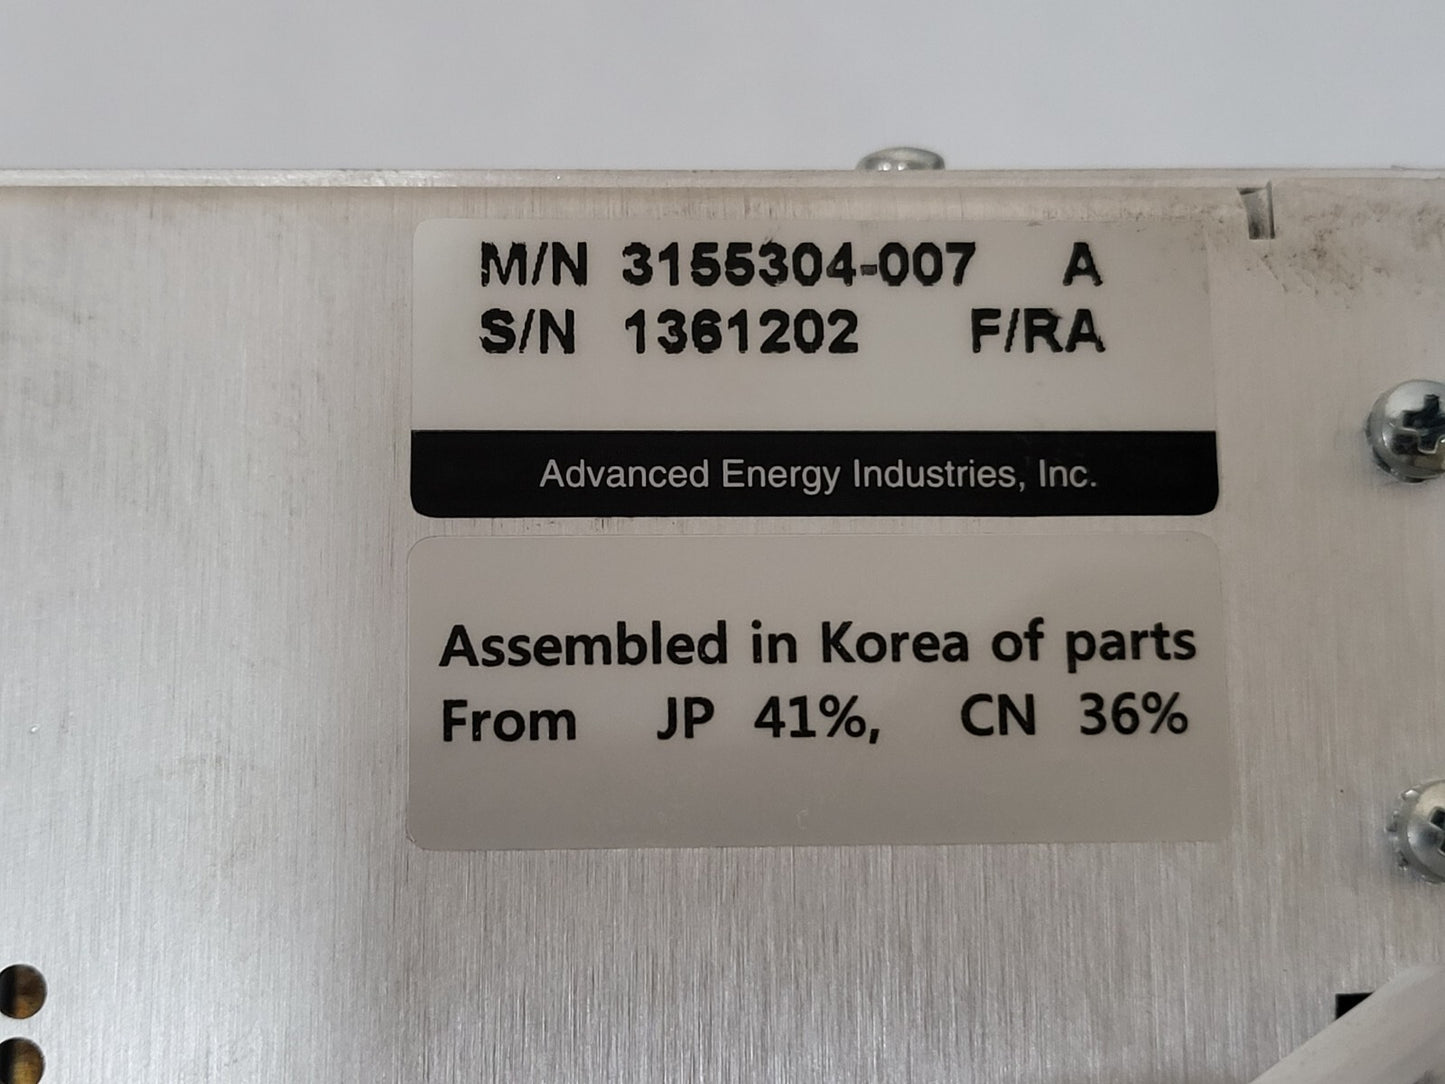 M/N 3155304-007 A
S/N 1361202 F/RA
Advanced Energy Industries, Inc.
Assembled in Korea of parts
From JP 41%, CN 36%